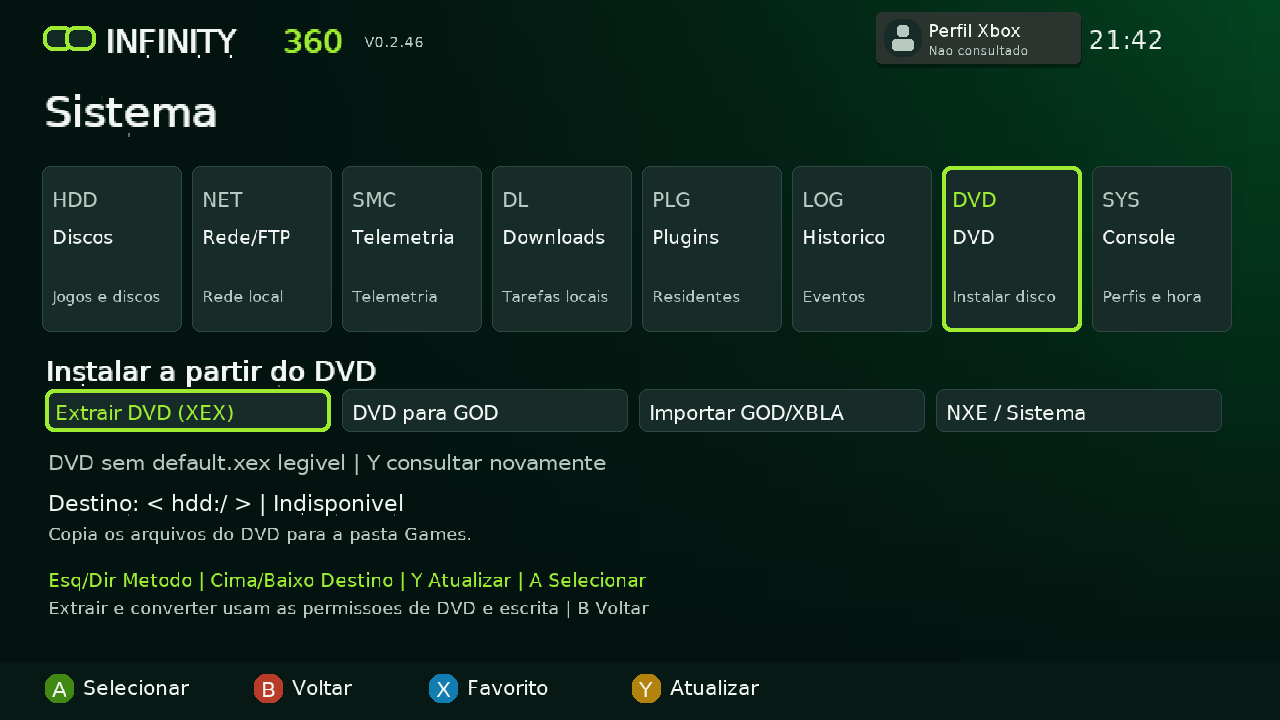 INFINITY 360 V0.2.46
Perfil Xbox
Nao consultado
21:42
Sistema
HDD
Discos
Jogos e discos
NET
Rede/FTP
Rede local
SMC
Telemetria
Telemetria
DL
Downloads
Tarefas locais
PLG
Plugins
Residentes
LOG
Historico
Eventos
DVD
DVD
Instalar disco
SYS
Console
Perfis e hora
Instalar a partir do DVD
Extrair DVD (XEX)
DVD para GOD
Importar GOD/XBLA
NXE / Sistema
DVD sem default.xex legivel | Y consultar novamente
Destino: < hdd:/ > | Indisponivel
Copia os arquivos do DVD para a pasta Games.
Esq/Dir Metodo | Cima/Baixo Destino | Y Atualizar | A Selecionar
Extrair e converter usam as permissoes de DVD e escrita | B Voltar
A Selecionar
B Voltar
X Favorito
Y Atualizar